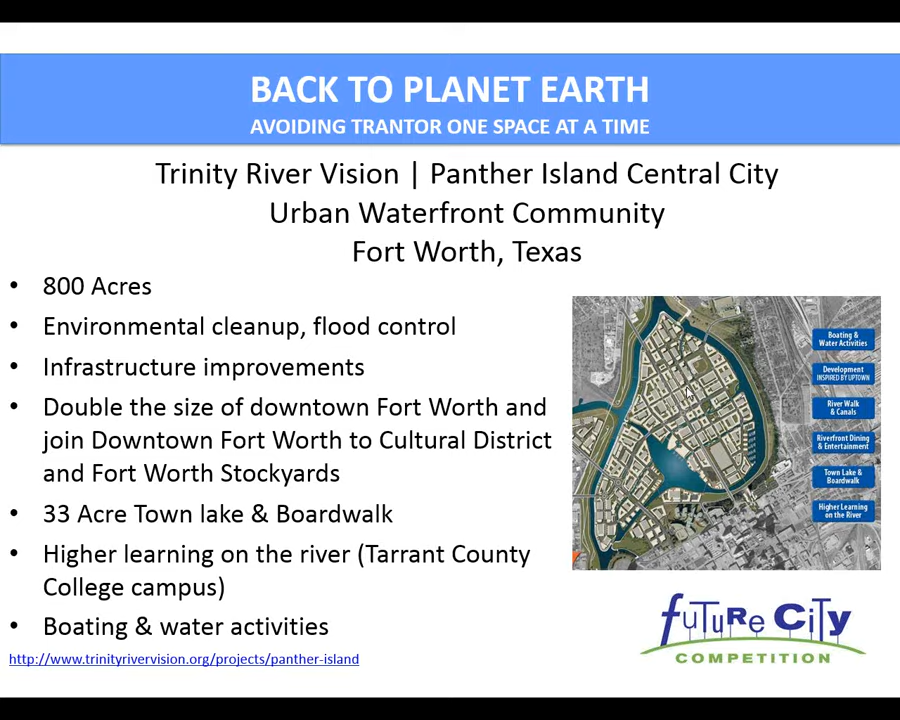 BACK TO PLANET EARTH
AVOIDING TRANTOR ONE SPACE AT A TIME
Trinity River Vision | Panther Island Central City
Urban Waterfront Community
Fort Worth, Texas
• 800 Acres
• Environmental cleanup, flood control
• Infrastructure improvements
• Double the size of downtown Fort Worth and
join Downtown Fort Worth to Cultural District
and Fort Worth Stockyards
• 33 Acre Town lake & Boardwalk
• Higher learning on the river (Tarrant County
College campus)
• Boating & water activities
http://www.trinityrivervision.org/projects/panther-island
Boating &
Water Activities
Development
INSPIRED BY UPTOWN
River Walk
& Canals
Riverfront Dining
& Entertainment
Town Lake &
Boardwalk
Higher Learning
on the River
FuTuRe CiTy
COMPETITION